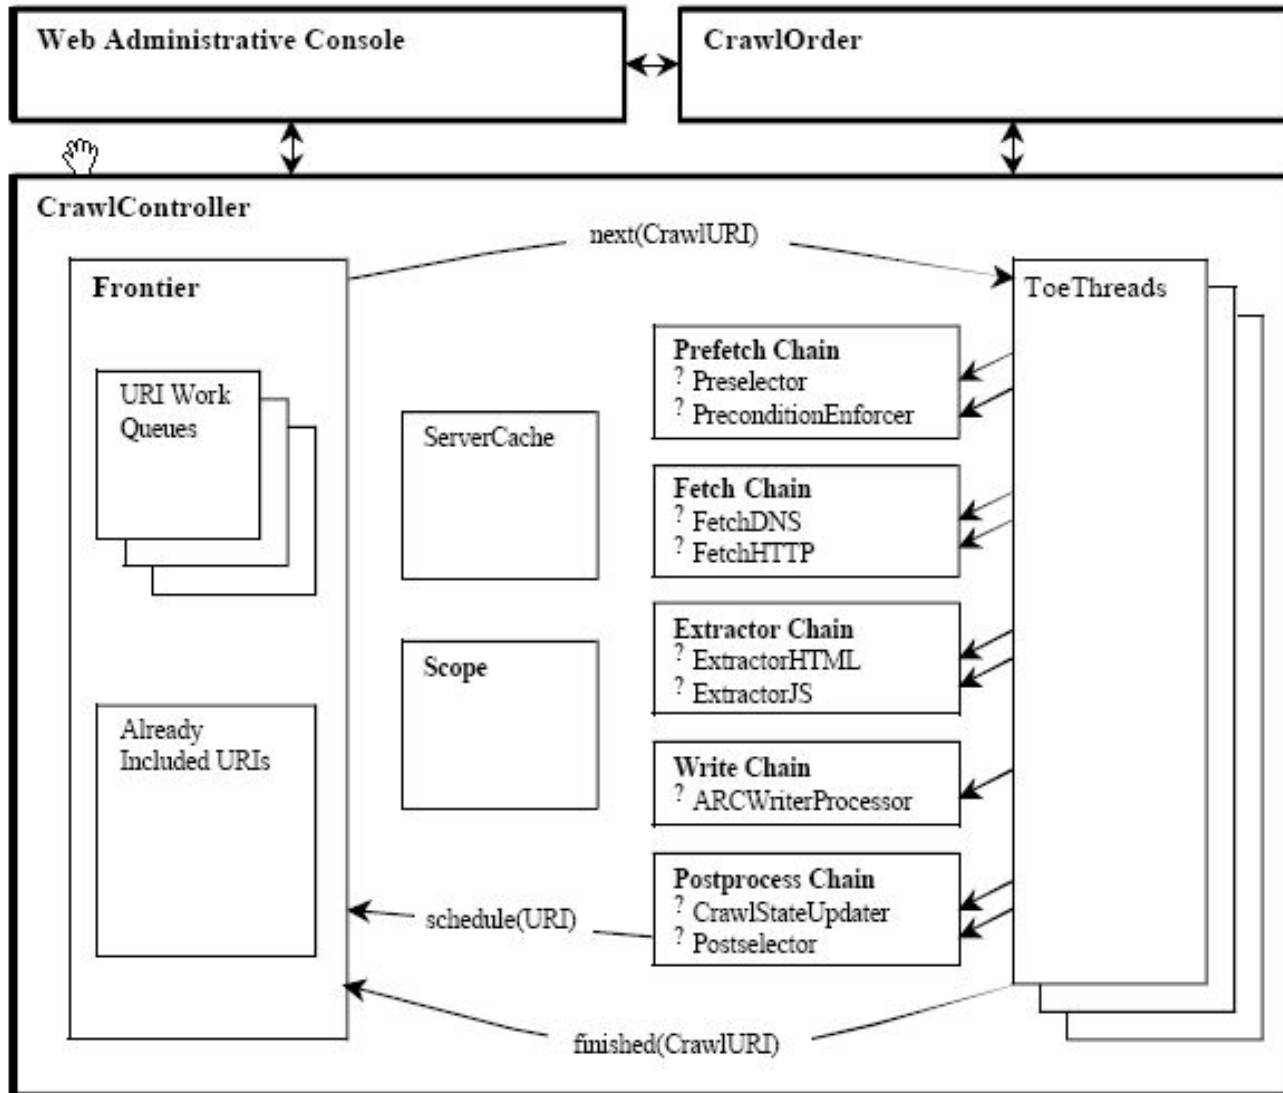 Web Administrative Console
CrawlOrder
CrawlController
next(CrawlURI)
Frontier
ToeThreads
URI Work
Queues
ServerCache
Prefetch Chain
? Preselector
? PreconditionEnforcer
Fetch Chain
? FetchDNS
? FetchHTTP
Scope
Extractor Chain
? ExtractorHTML
? ExtractorJS
Already
Included URIs
Write Chain
? ARCWriterProcessor
Postprocess Chain
? CrawlStateUpdater
? Postselector
schedule(URI)
finished(CrawlURI)